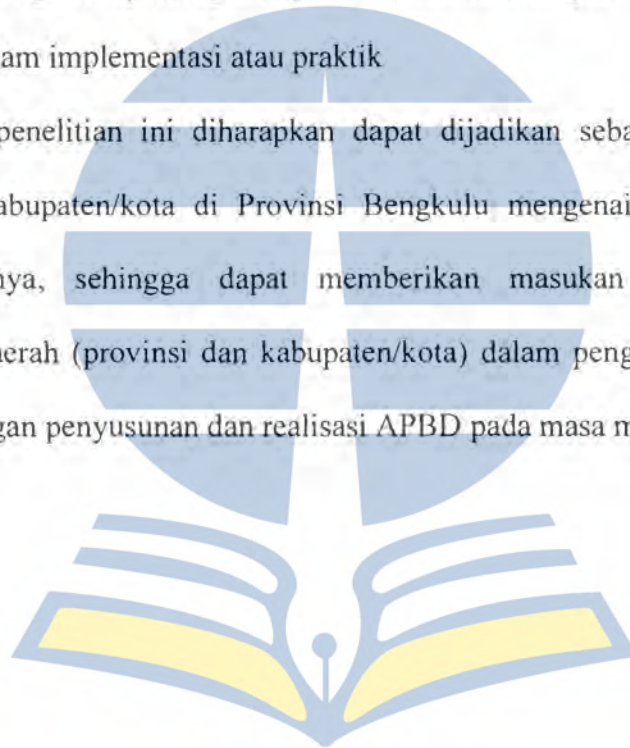 am implementasi atau praktik
penelitian ini diharapkan dapat dijadikan seba
abupaten/kota di Provinsi Bengkulu mengenai
nya, sehingga dapat memberikan masukan
aerah (provinsi dan kabupaten/kota) dalam peng
gan penyusunan dan realisasi APBD pada masa m